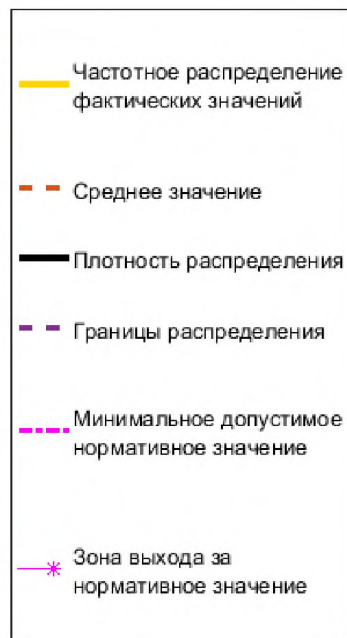 Частотное распределение
фактических значений
Среднее значение
Плотность распределения
Границы распределения
Минимальное допустимое
нормативное значение
Зона выхода за
нормативное значение